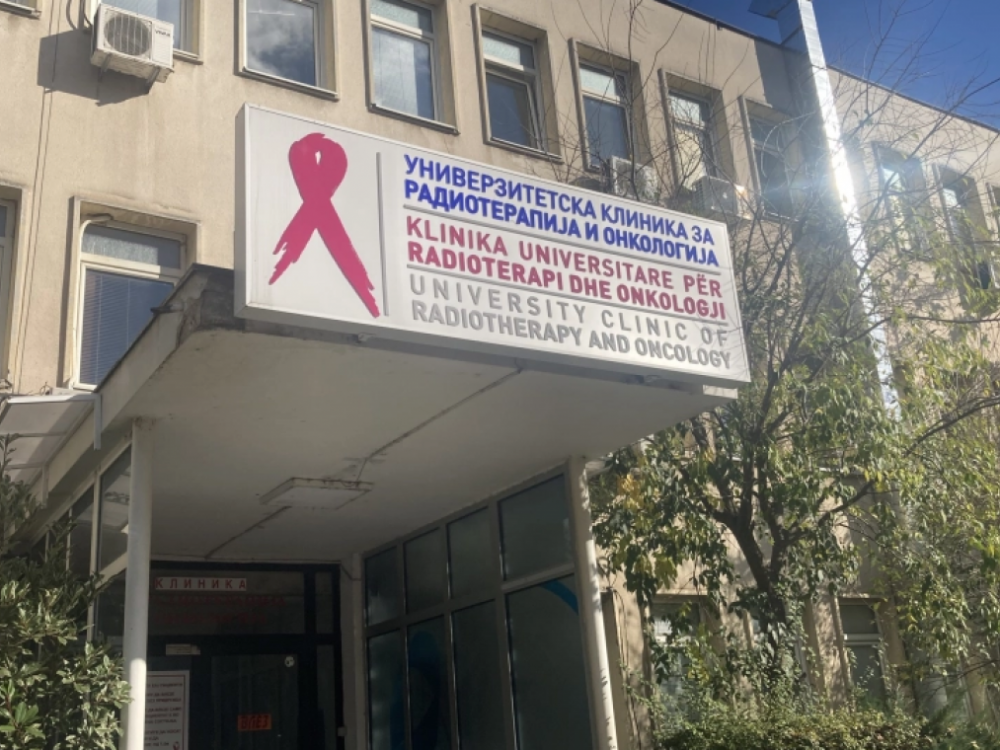 УНИВЕРЗИТЕТСКА КЛИНИКА ЗА
РАДИОТЕРАПИЈА И ОНКОЛОГИЈА
KLINIKA UNIVERSITARE PËR
RADIOTERAPI DHE ONKOLOGJI
UNIVERSITY CLINIC OF
RADIOTHERAPY AND ONCOLOGY
КЛИНИКА